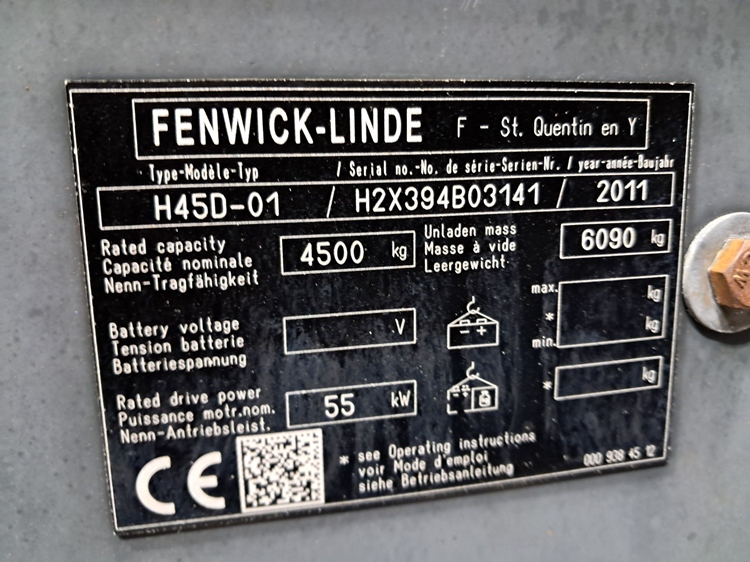 FENWICK-LINDE F - St. Quentin en Y
Type-Modèle-Typ / Serial no.-No. de série-Serien-Nr. / year-année-Baujahr
H45D-01 / H2X394B03141 / 2011
Rated capacity
Capacité nominale
Nenn-Tragfähigkeit
4500 kg
Unladen mass
Masse à vide
Leergewicht
6090 kg
Battery voltage
Tension batterie
Batteriespannung
V
max. kg
* kg
min.
Rated drive power
Puissance motr.nom.
Nenn-Antriebsleist.
55 kW
* kg
CE
* see Operating instructions
voir Mode d'emploi
siehe Betriebsanleitung
000 938 45 12